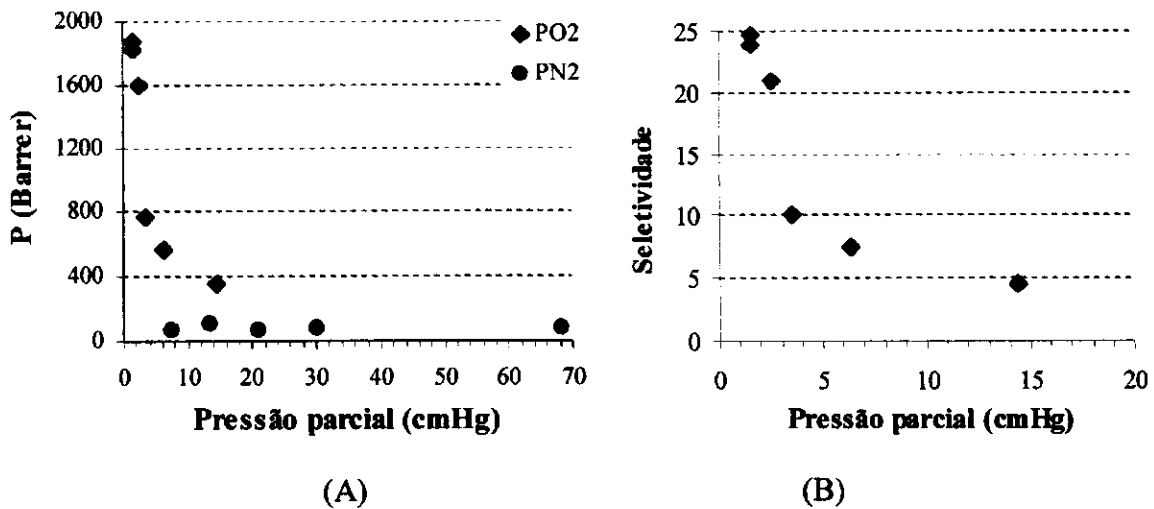 2000
1600
1200
800
400
0
P (Barrer)
PO2
PN2
0 10 20 30 40 50 60 70
Pressão parcial (cmHg)
(A)
25
20
15
10
5
0
Seletividade
0 5 10 15 20
Pressão parcial (cmHg)
(B)